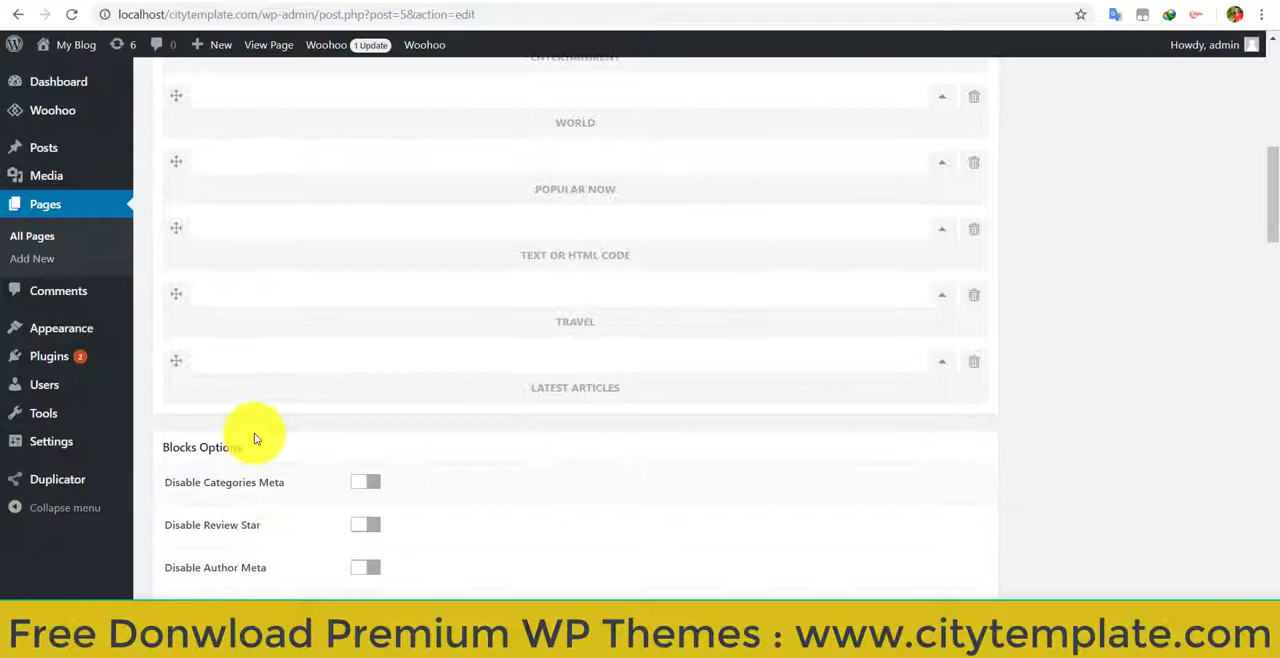 localhost/citytemplate.com/wp-admin/post.php?post=5&action=edit
My Blog 6 0 New View Page Woohoo 1 Update Woohoo Howdy, admin
Dashboard
Woohoo
Posts
Media
Pages
All Pages
Add New
Comments
Appearance
Plugins 2
Users
Tools
Settings
Duplicator
Collapse menu
ENTERTAINMENT
WORLD
POPULAR NOW
TEXT OR HTML CODE
TRAVEL
LATEST ARTICLES
Blocks Options
Disable Categories Meta
Disable Review Star
Disable Author Meta
Free Donwload Premium WP Themes : www.citytemplate.com